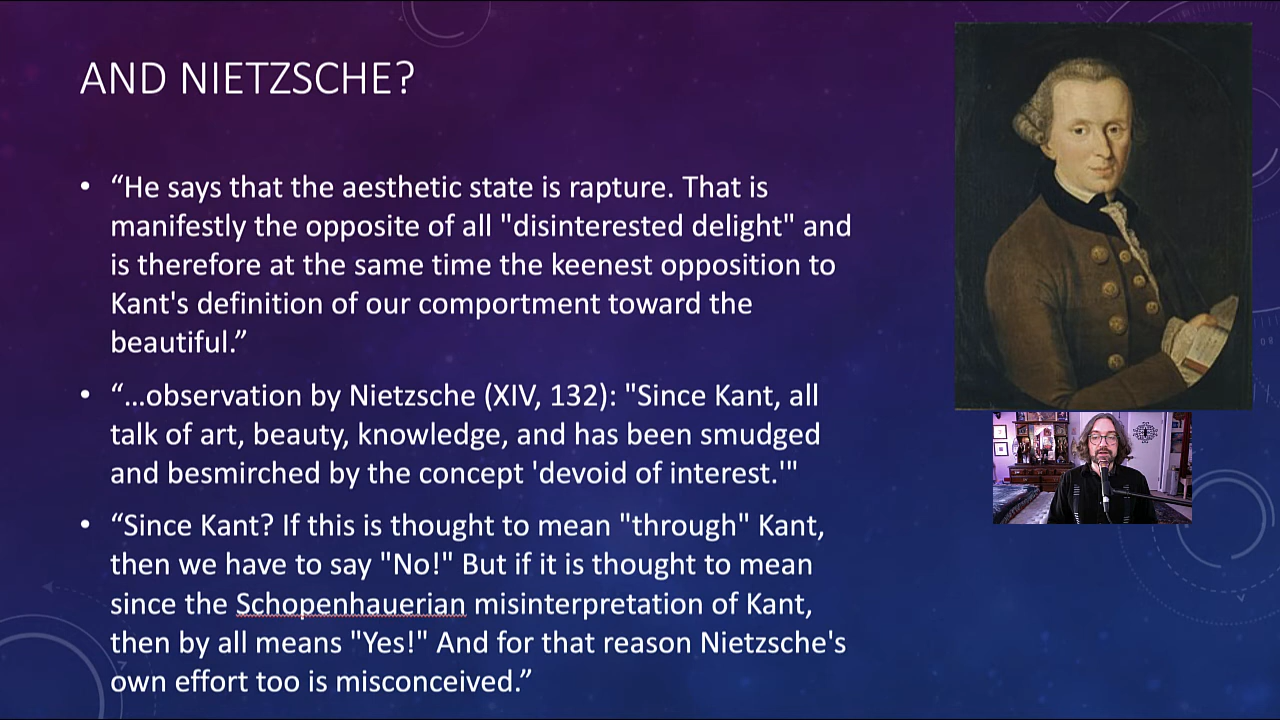 AND NIETZSCHE?
• “He says that the aesthetic state is rapture. That is
manifestly the opposite of all "disinterested delight" and
is therefore at the same time the keenest opposition to
Kant's definition of our comportment toward the
beautiful.”
• “…observation by Nietzsche (XIV, 132): "Since Kant, all
talk of art, beauty, knowledge, and has been smudged
and besmirched by the concept 'devoid of interest.'"
• “Since Kant? If this is thought to mean "through" Kant,
then we have to say "No!" But if it is thought to mean
since the Schopenhauerian misinterpretation of Kant,
then by all means "Yes!" And for that reason Nietzsche's
own effort too is misconceived.”